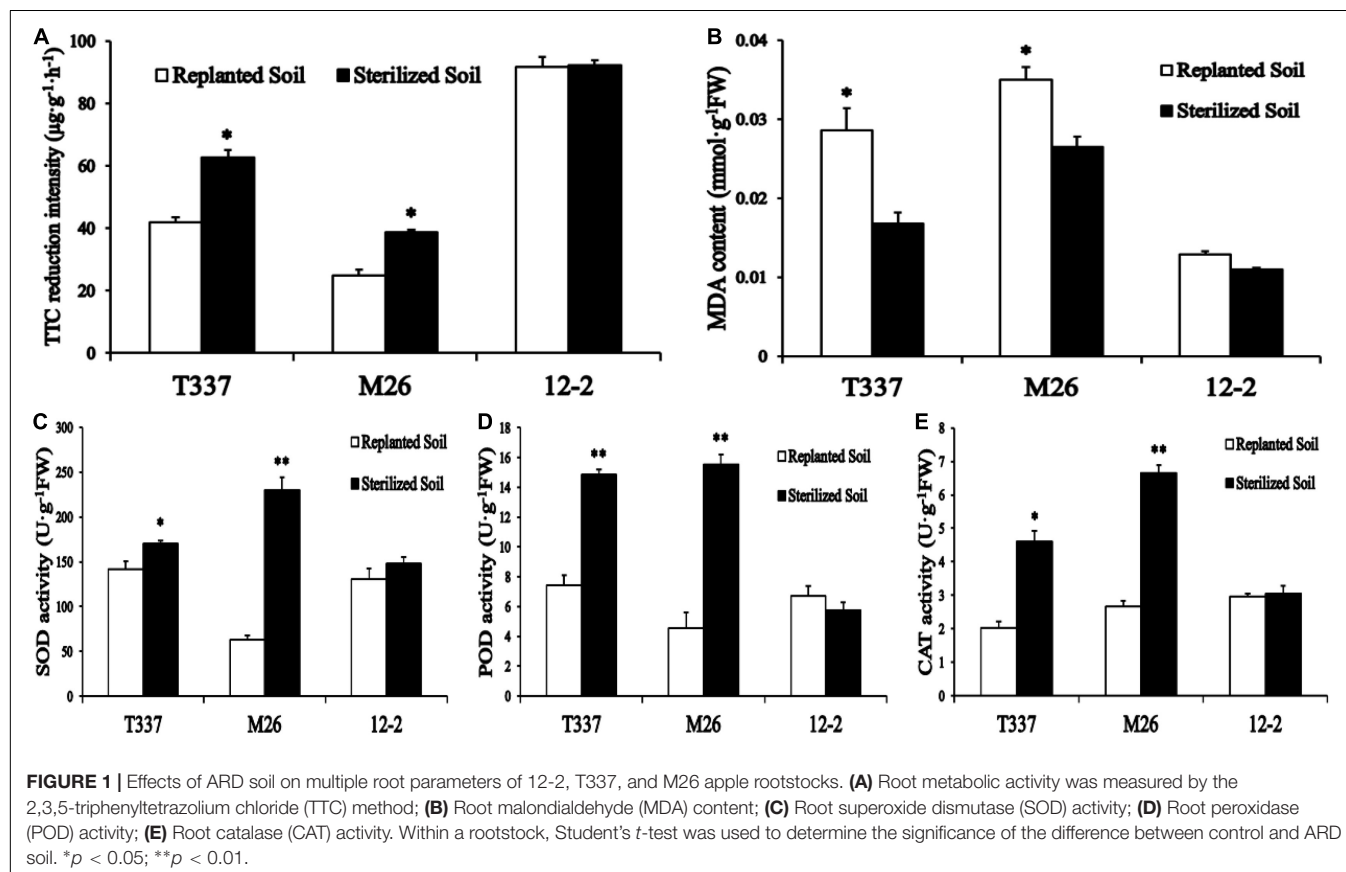 A
TTC reduction intensity (µg·g⁻¹·h⁻¹)
100
80
60
40
20
0
Replanted Soil
Sterilized Soil
*
*
T337
M26
12-2
B
MDA content (mmol·g⁻¹FW)
0.04
0.03
0.02
0.01
0
*
*
Replanted Soil
Sterilized Soil
T337
M26
12-2
C
SOD activity (U·g⁻¹FW)
300
250
200
150
100
50
0
*
**
Replanted Soil
Sterilized Soil
T337
M26
12-2
D
POD activity (U·g⁻¹FW)
18
16
14
12
10
8
6
4
2
0
**
**
Replanted Soil
Sterilized Soil
T337
M26
12-2
E
CAT activity (U·g⁻¹FW)
8
7
6
5
4
3
2
1
0
*
**
Replanted Soil
Sterilized Soil
T337
M26
12-2
FIGURE 1 | Effects of ARD soil on multiple root parameters of 12-2, T337, and M26 apple rootstocks. (A) Root metabolic activity was measured by the
2,3,5-triphenyltetrazolium chloride (TTC) method; (B) Root malondialdehyde (MDA) content; (C) Root superoxide dismutase (SOD) activity; (D) Root peroxidase
(POD) activity; (E) Root catalase (CAT) activity. Within a rootstock, Student's t-test was used to determine the significance of the difference between control and ARD
soil. *p < 0.05; **p < 0.01.